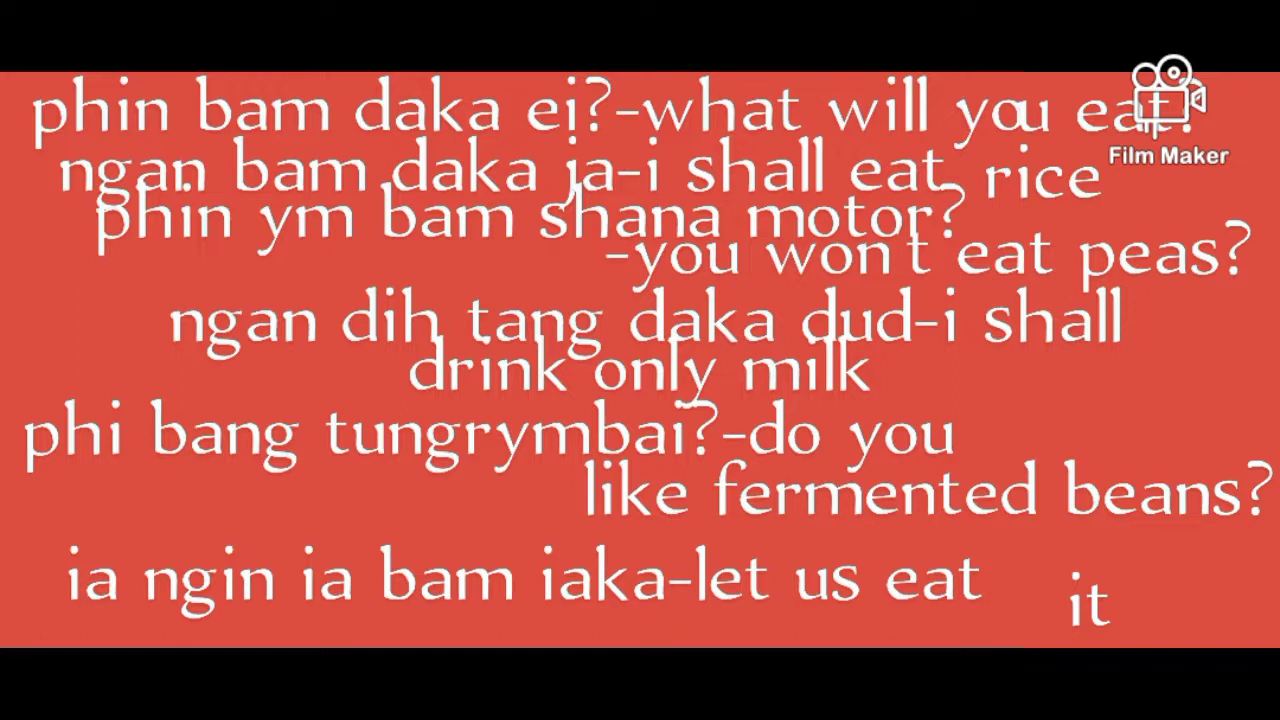 phin bam daka ei?-what will you eat?
Film Maker
ngan bam daka ja-i shall eat rice
phin ym bam shana motor?
-you won't eat peas?
ngan dih tang daka dud-i shall
drink only milk
phi bang tungrymbai?-do you
like fermented beans?
ia ngin ia bam iaka-let us eat
it